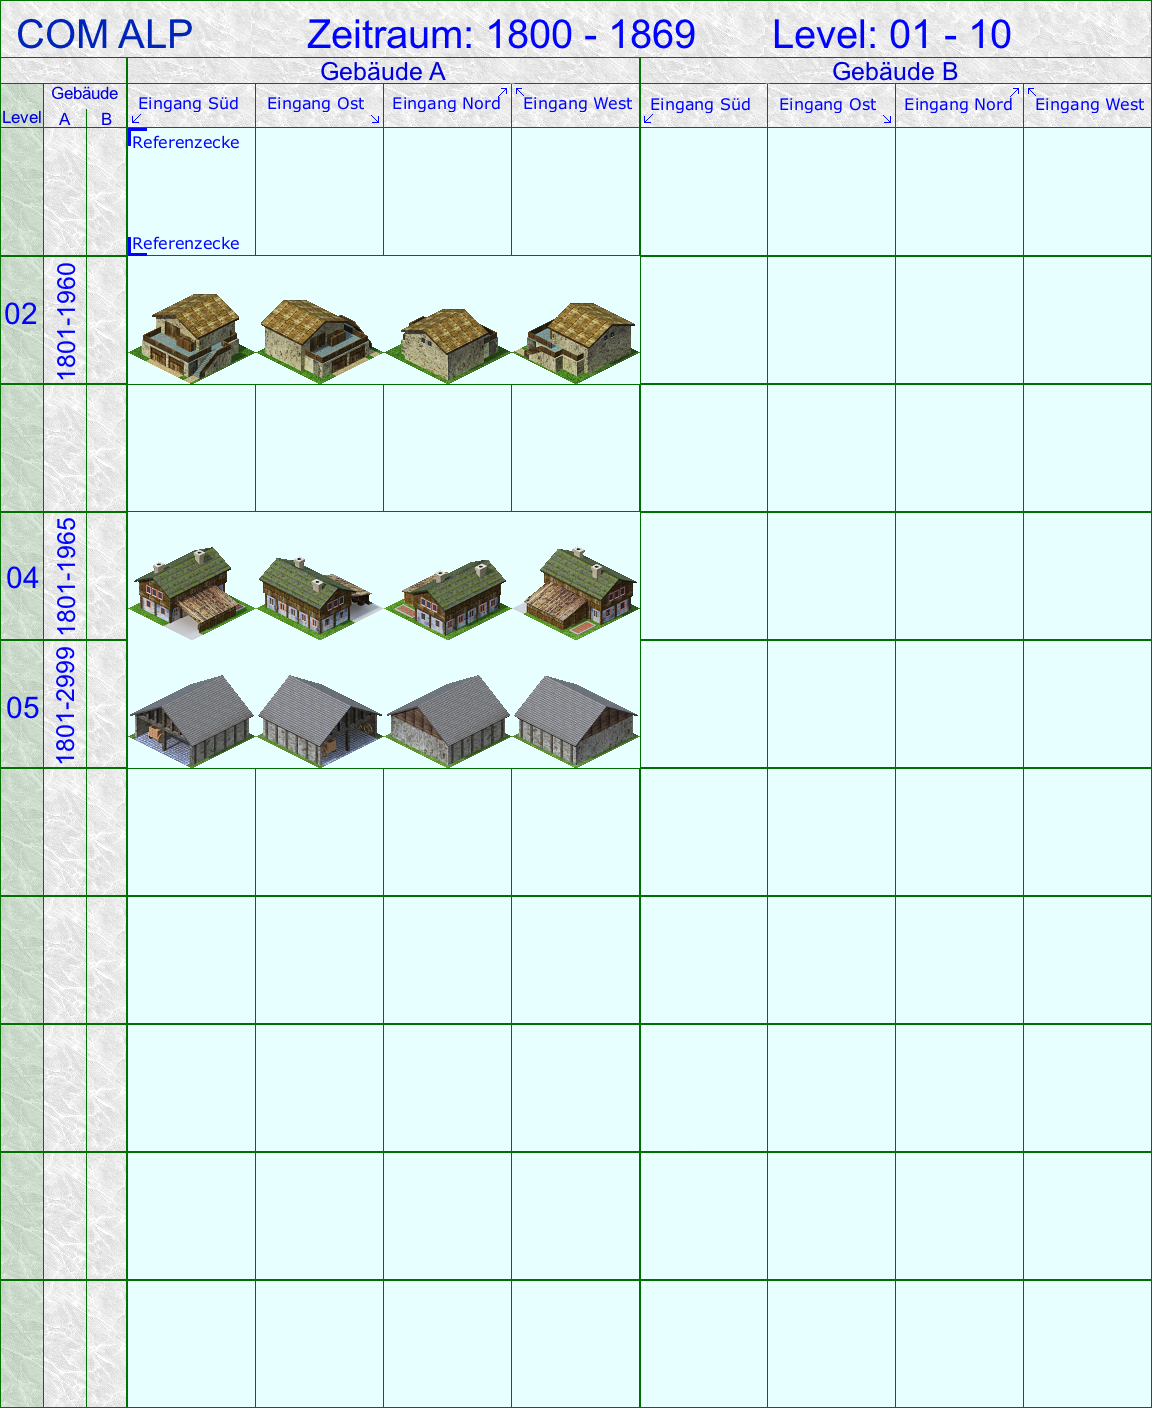 COM ALP Zeitraum: 1800 - 1869 Level: 01 - 10
Gebäude A Gebäude B
Level Gebäude A B Eingang Süd Eingang Ost Eingang Nord Eingang West Eingang Süd Eingang Ost Eingang Nord Eingang West
Referenzecke
Referenzecke
02 1801-1960
04 1801-1965
05 1801-2999